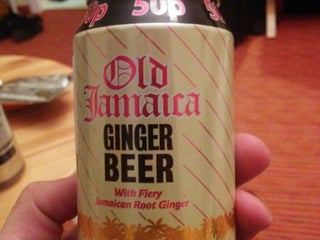 50p
Old
Jamaica
GINGER
BEER
With Fiery
Jamaican Root Ginger